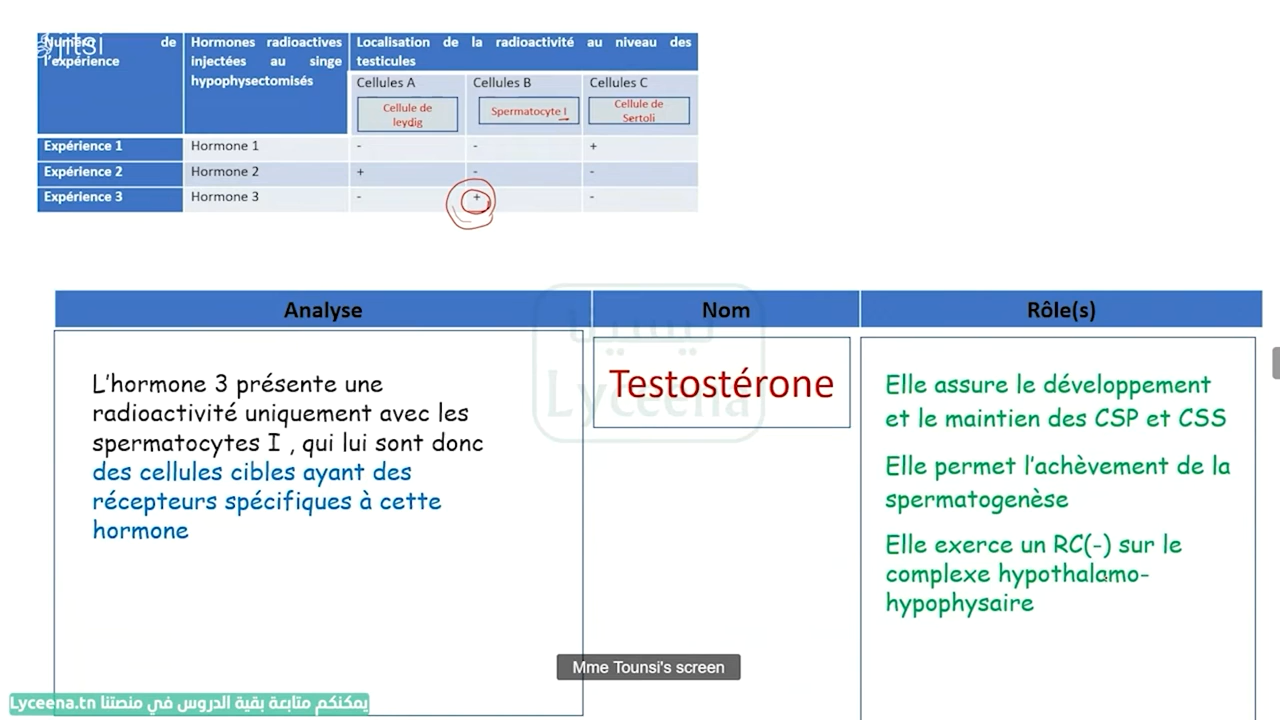 Numéro de
l'expérience
jitsi
Hormones radioactives
injectées au singe
hypophysectomisés
Localisation de la radioactivité au niveau des
testicules
Cellules A
Cellules B
Cellules C
Cellule de
leydig
Spermatocyte I
Cellule de
Sertoli
Expérience 1
Hormone 1
-
-
+
Expérience 2
Hormone 2
+
-
-
Expérience 3
Hormone 3
-
+
-
Analyse
Nom
Rôle(s)
L'hormone 3 présente une
radioactivité uniquement avec les
spermatocytes I , qui lui sont donc
des cellules cibles ayant des
récepteurs spécifiques à cette
hormone
Testostérone
ليسينا
Lyceena
Elle assure le développement
et le maintien des CSP et CSS
Elle permet l'achèvement de la
spermatogenèse
Elle exerce un RC(-) sur le
complexe hypothalamo-
hypophysaire
Mme Tounsi's screen
يمكنكم متابعة بقية الدروس في منصتنا Lyceena.tn